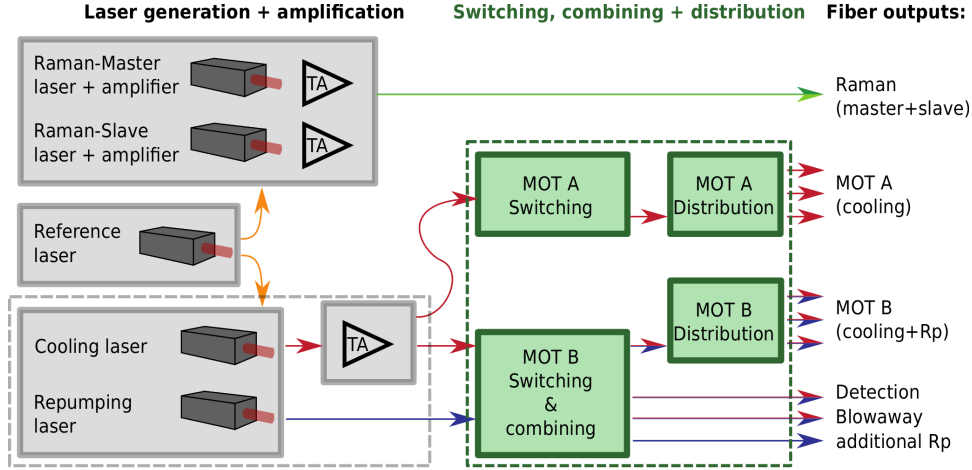 Laser generation + amplification
Switching, combining + distribution
Fiber outputs:
Raman-Master
laser + amplifier
TA
Raman-Slave
laser + amplifier
TA
Raman
(master+slave)
Reference
laser
MOT A
Switching
MOT A
Distribution
MOT A
(cooling)
Cooling laser
TA
Repumping
laser
MOT B
Switching
&
combining
MOT B
Distribution
MOT B
(cooling+Rp)
Detection
Blowaway
additional Rp